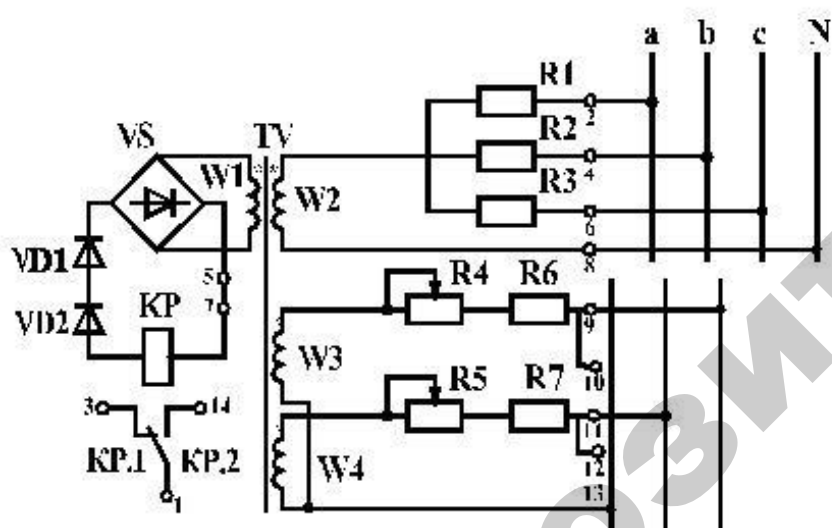 a b c N
R1
2
R2
4
R3
6
8
VS TV
W1 W2
VD1
5
7
VD2 KP
R4 R6
9
10
W3
R5 R7
11
12
W4
13
3 14
KP.1 KP.2
1
зит